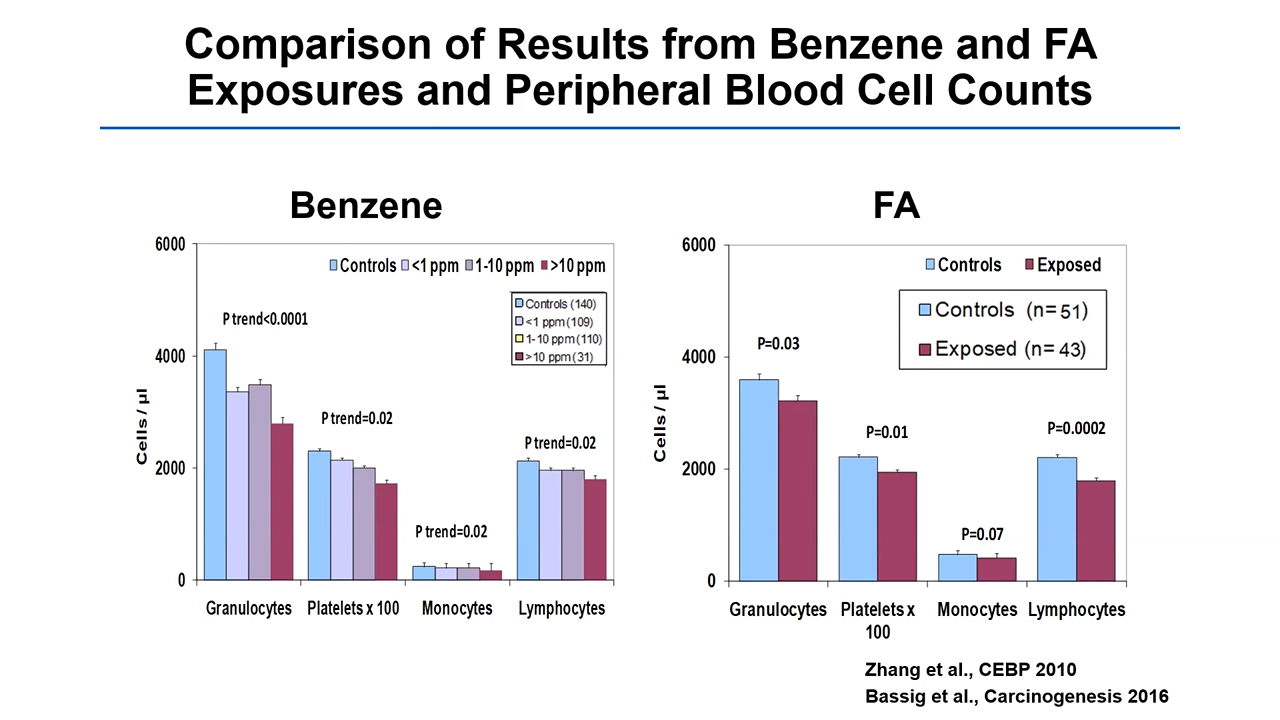 Comparison of Results from Benzene and FA
Exposures and Peripheral Blood Cell Counts
Benzene
6000
4000
2000
0
Cells / µl
Controls <1 ppm 1-10 ppm >10 ppm
Controls (140)
<1 ppm (109)
1-10 ppm (110)
>10 ppm (31)
P trend<0.0001
P trend=0.02
P trend=0.02
P trend=0.02
Granulocytes Platelets x 100 Monocytes Lymphocytes
FA
6000
4000
2000
0
Cells / µl
Controls Exposed
Controls (n= 51)
Exposed (n= 43)
P=0.03
P=0.01
P=0.07
P=0.0002
Granulocytes Platelets x Monocytes Lymphocytes
100
Zhang et al., CEBP 2010
Bassig et al., Carcinogenesis 2016